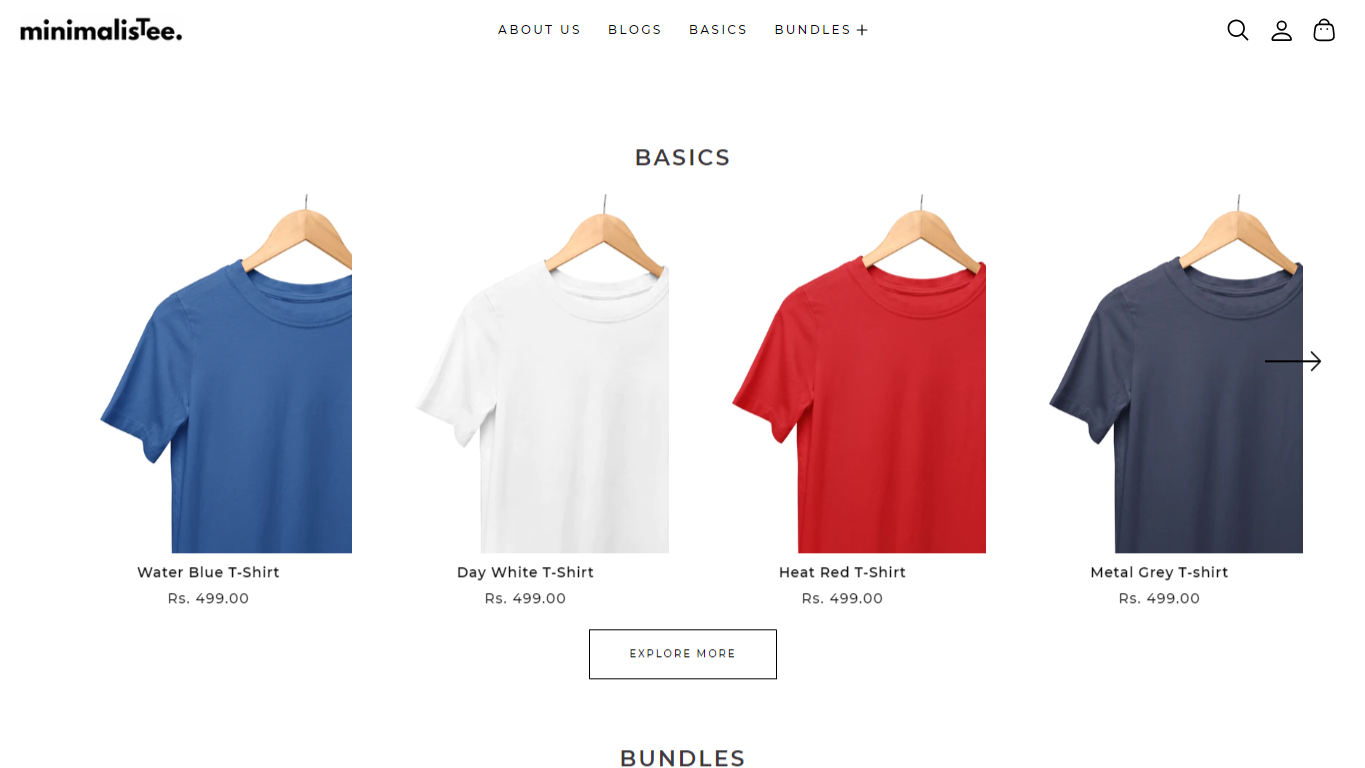 minimalisTee.
ABOUT US BLOGS BASICS BUNDLES +
BASICS
Water Blue T-Shirt
Rs. 499.00
Day White T-Shirt
Rs. 499.00
Heat Red T-Shirt
Rs. 499.00
Metal Grey T-shirt
Rs. 499.00
EXPLORE MORE
BUNDLES